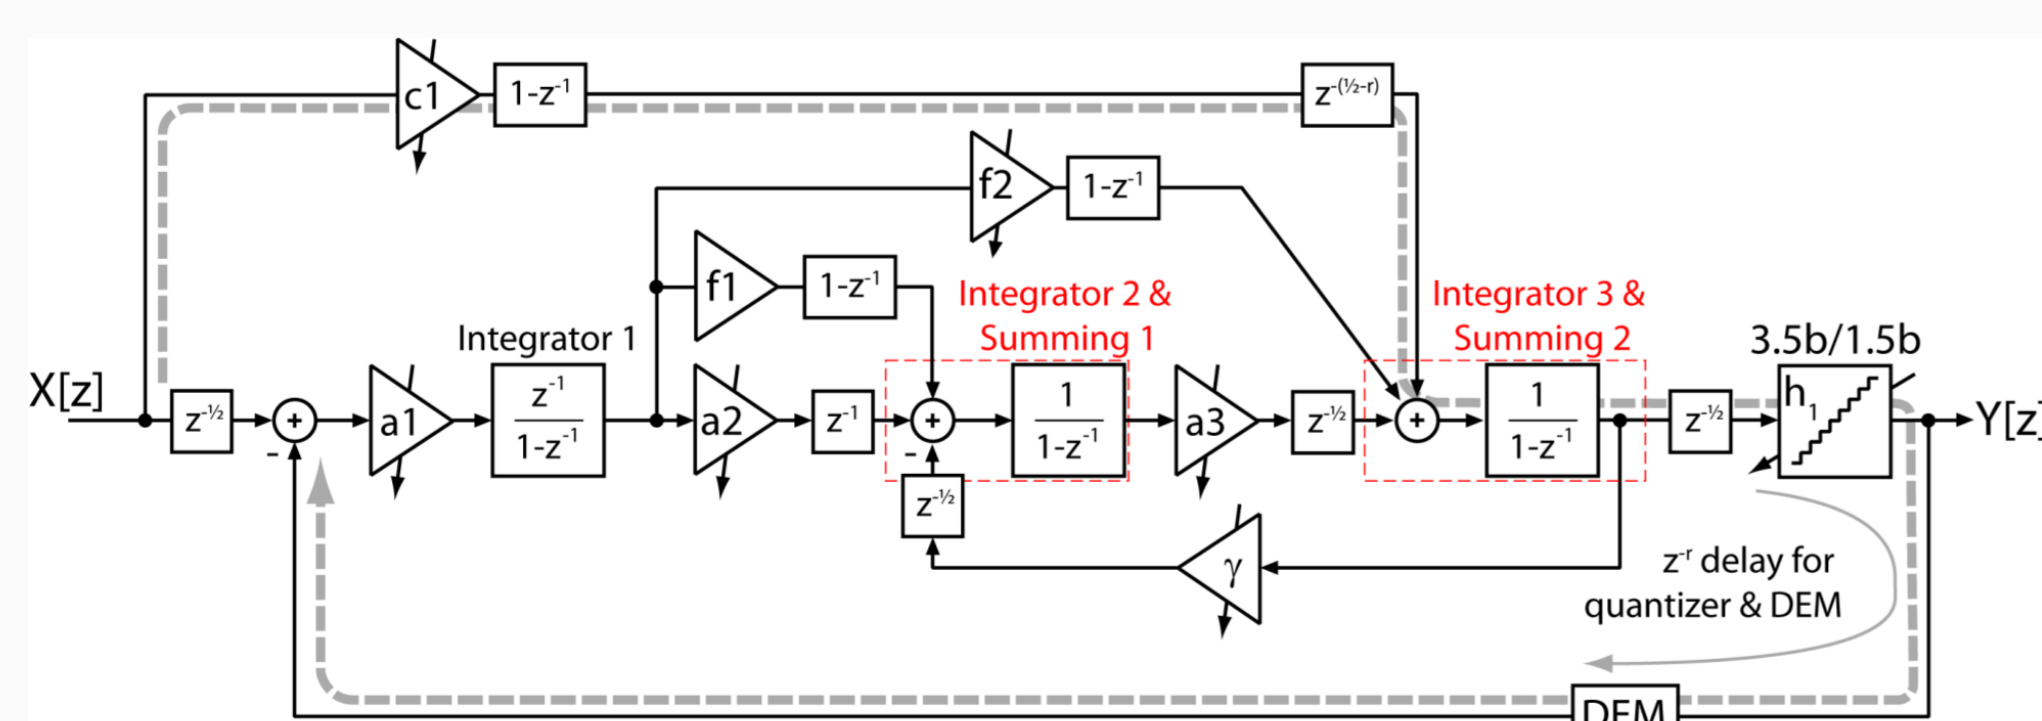 c1
1-z⁻¹
z⁻⁽½⁻ʳ⁾
f2
1-z⁻¹
f1
1-z⁻¹
Integrator 2 &
Summing 1
Integrator 3 &
Summing 2
Integrator 1
3.5b/1.5b
X[z]
z⁻½
+
-
a1
z⁻¹
1-z⁻¹
a2
z⁻¹
+
-
1
1-z⁻¹
a3
z⁻½
+
1
1-z⁻¹
z⁻½
h₁
Y[z]
z⁻½
γ
z⁻ʳ delay for
quantizer & DEM
DEM